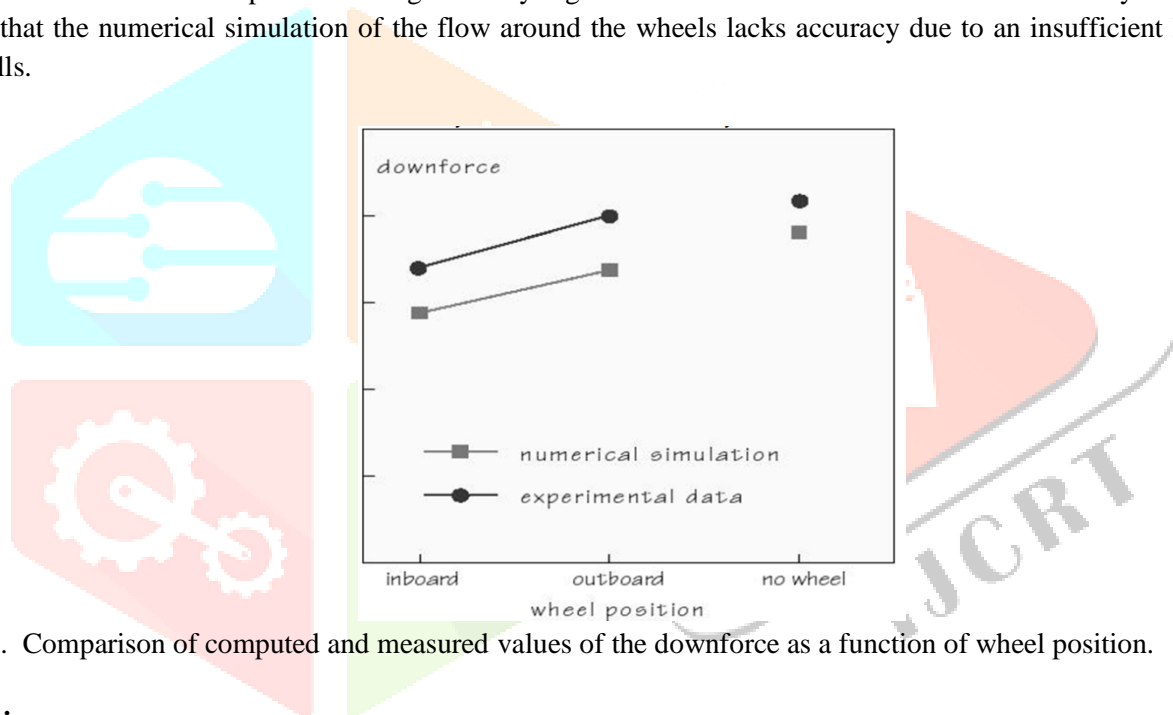 that the numerical simulation of the flow around the wheels lacks accuracy due to an insufficient
lls.
downforce
numerical simulation
experimental data
inboard outboard no wheel
wheel position
. Comparison of computed and measured values of the downforce as a function of wheel position.
.
JCRT